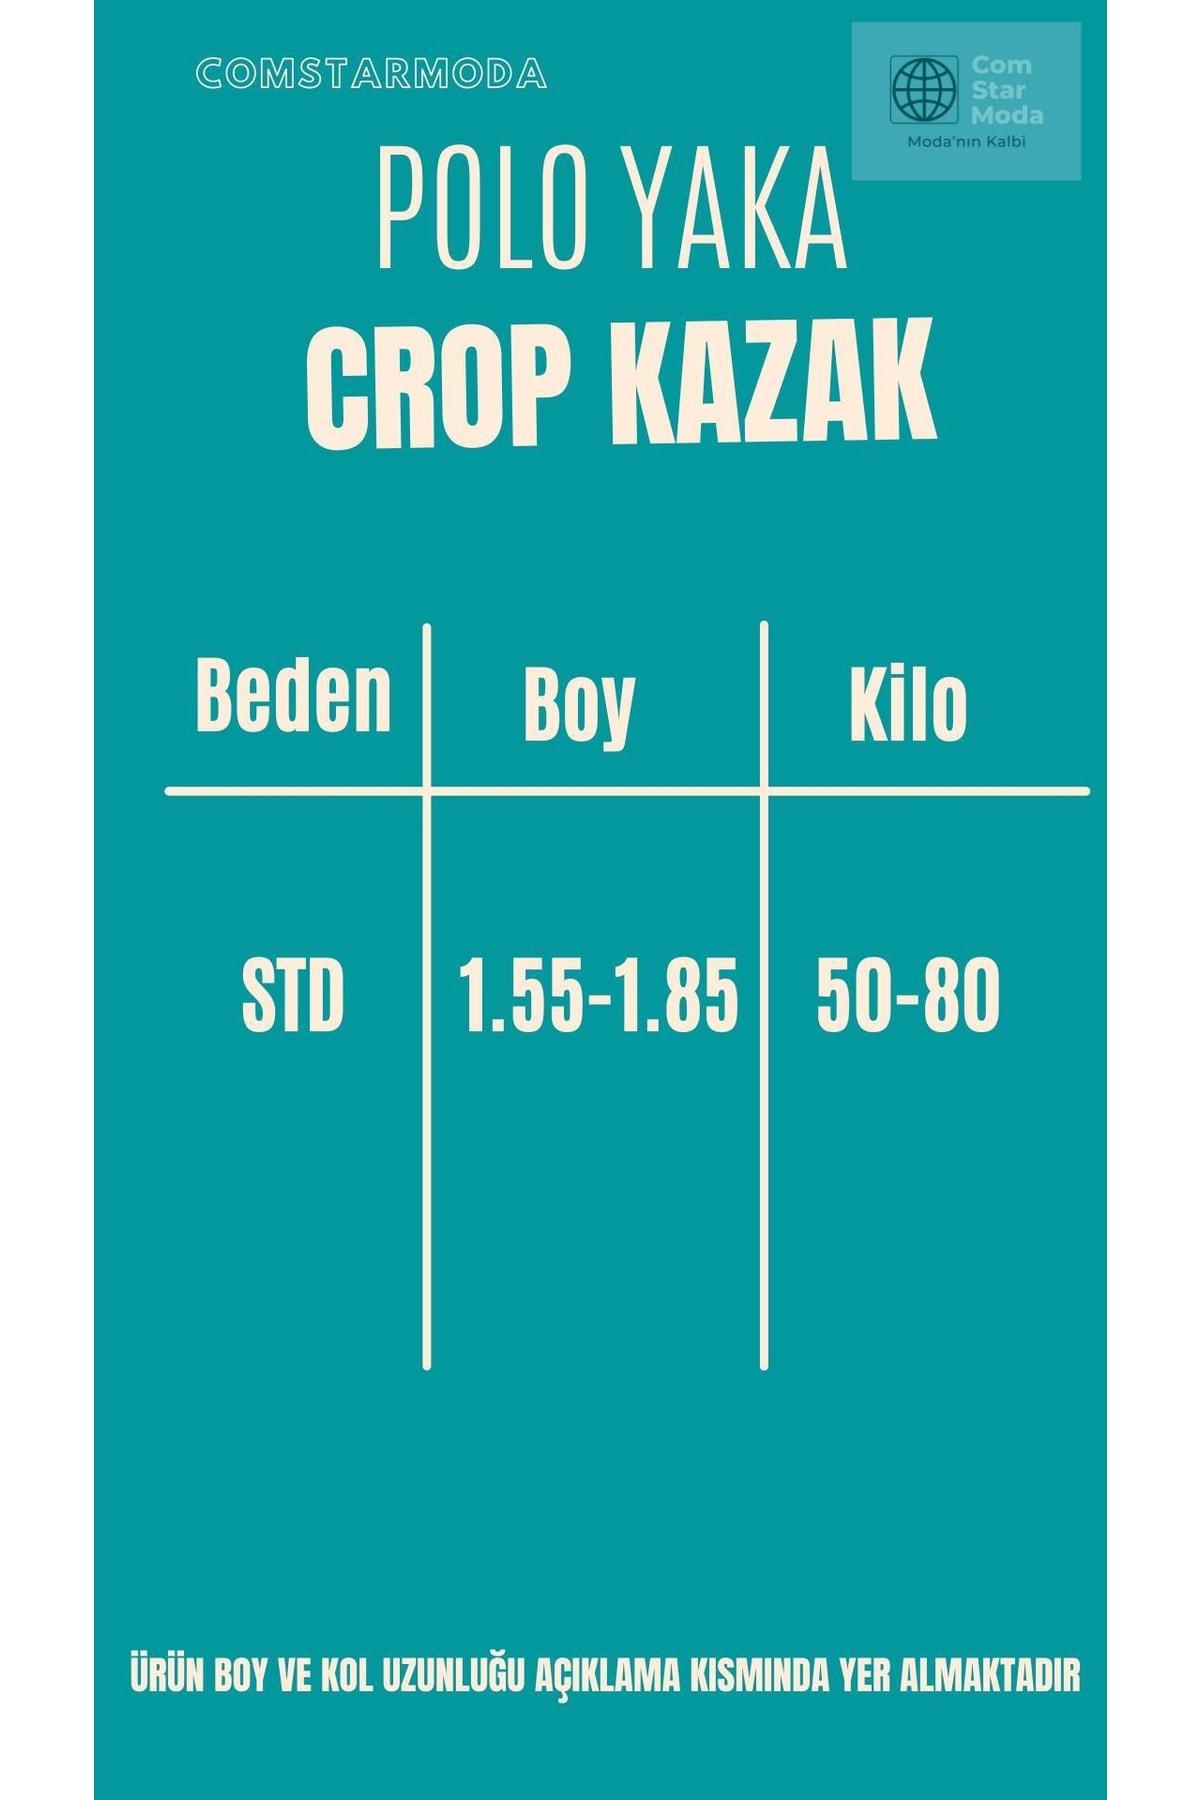 COMSTARMODA
Com
Star
Moda
Moda'nın Kalbi
POLO YAKA
CROP KAZAK
Beden Boy Kilo
STD 1.55-1.85 50-80
ÜRÜN BOY VE KOL UZUNLUĞU AÇIKLAMA KISMINDA YER ALMAKTADIR